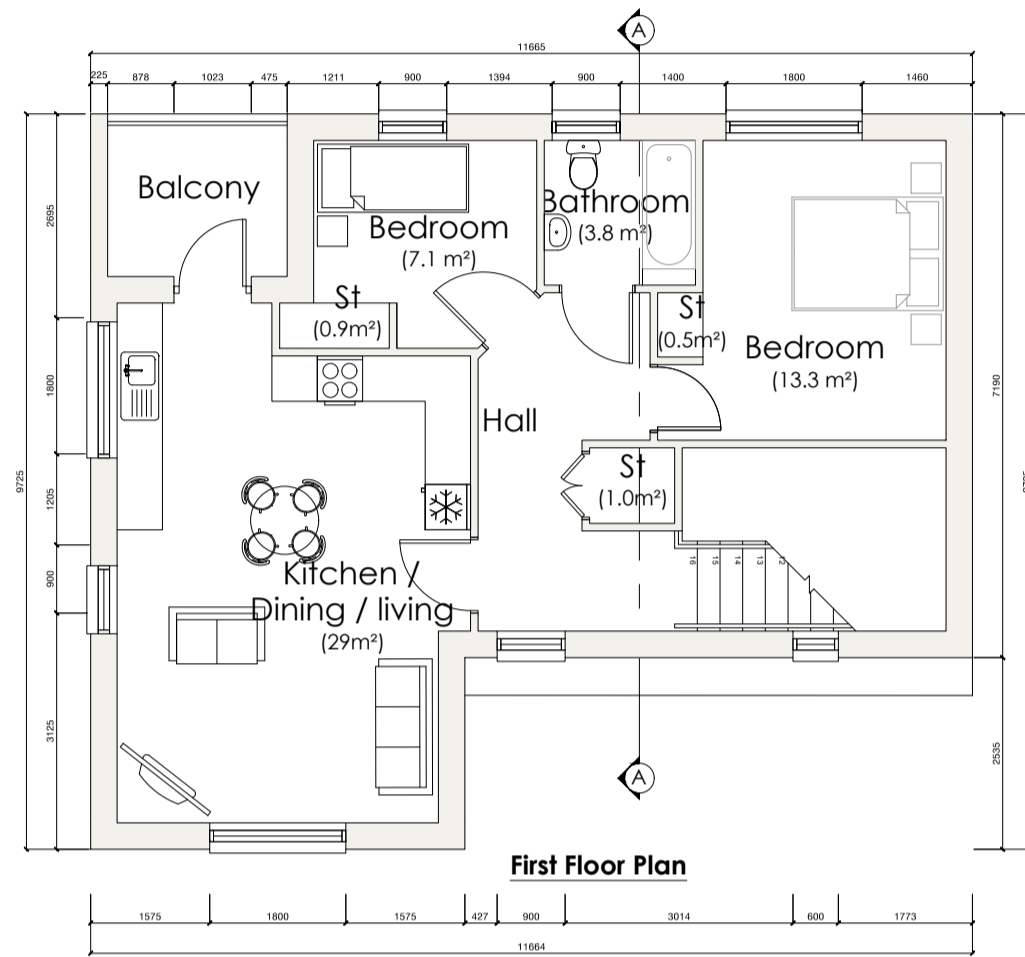 A
11665
225 878 1023 475 1211 900 1394 900 1400 1800 1460
Balcony
Bedroom
(7.1 m²)
Bathroom
(3.8 m²)
St
(0.9m²)
St
(0.5m²)
Bedroom
(13.3 m²)
Hall
St
(1.0m²)
Kitchen /
Dining / living
(29m²)
16 15 14 13 12
2695
1800
1205
900
3125
9725
7190
2535
A
First Floor Plan
1575 1800 1575 427 900 3014 600 1773
11664